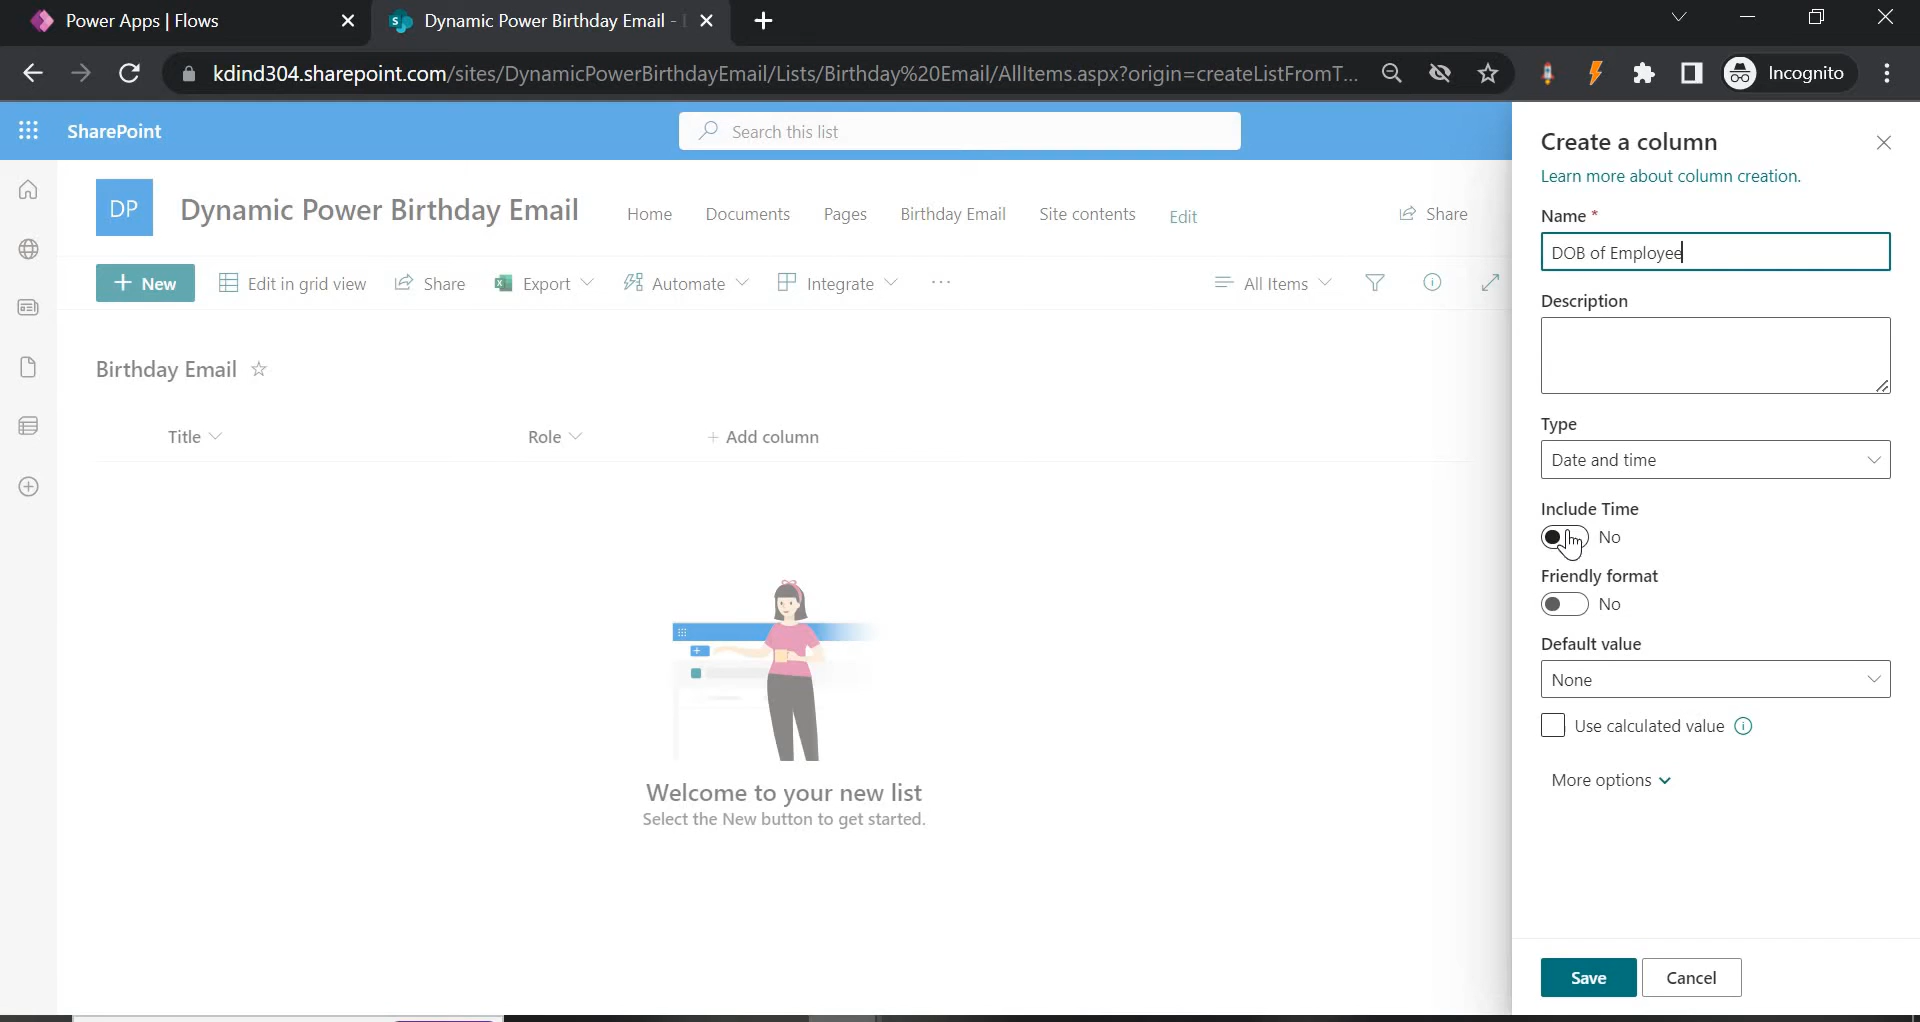 Power Apps | Flows
Dynamic Power Birthday Email -
kdind304.sharepoint.com/sites/DynamicPowerBirthdayEmail/Lists/Birthday%20Email/AllItems.aspx?origin=createListFromT...
Incognito
SharePoint
Search this list
DP
Dynamic Power Birthday Email
Home
Documents
Pages
Birthday Email
Site contents
Edit
Share
New
Edit in grid view
Share
Export
Automate
Integrate
All Items
Birthday Email
Title
Role
+ Add column
Welcome to your new list
Select the New button to get started.
Create a column
Learn more about column creation.
Name *
DOB of Employee
Description
Type
Date and time
Include Time
No
Friendly format
No
Default value
None
Use calculated value
More options
Save
Cancel